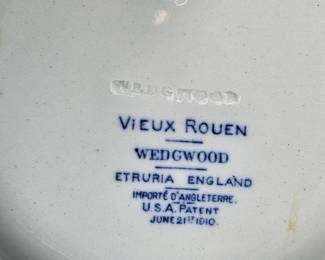 WEDGWOOD
VIEUX ROUEN
WEDGWOOD
ETRURIA ENGLAND
IMPORTÉ D'ANGLETERRE.
U.S.A. PATENT
JUNE 21ST 1910.